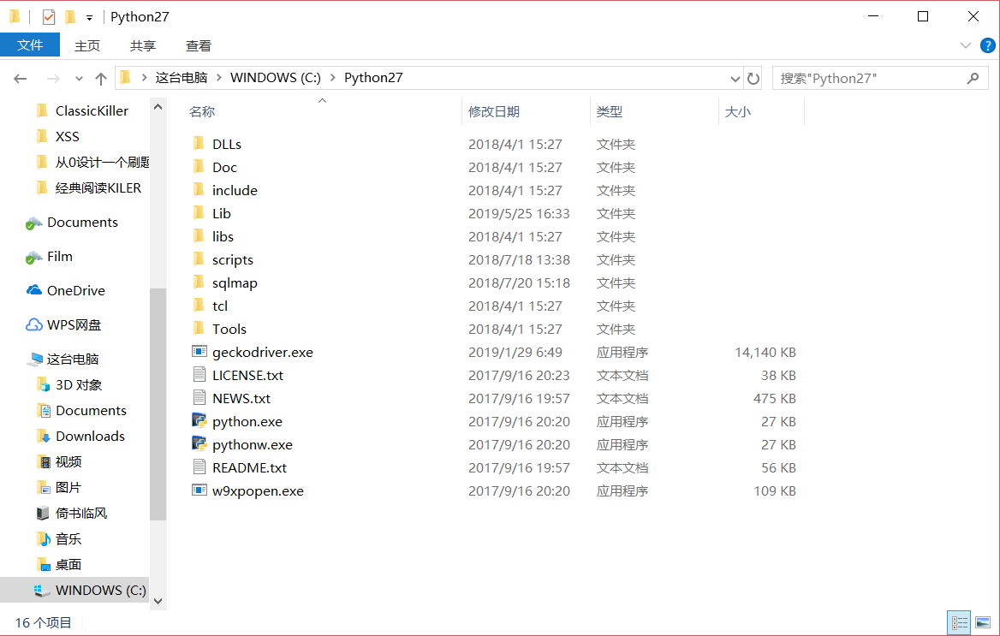 Python27
文件 主页 共享 查看
这台电脑 WINDOWS (C:) Python27 搜索"Python27"
ClassicKiller
XSS
从0设计一个刷题
经典阅读KILER
Documents
Film
OneDrive
WPS网盘
这台电脑
3D 对象
Documents
Downloads
视频
图片
倚书临风
音乐
桌面
WINDOWS (C:)
名称 修改日期 类型 大小
DLLs 2018/4/1 15:27 文件夹
Doc 2018/4/1 15:27 文件夹
include 2018/4/1 15:27 文件夹
Lib 2019/5/25 16:33 文件夹
libs 2018/4/1 15:27 文件夹
scripts 2018/7/18 13:38 文件夹
sqlmap 2018/7/20 15:18 文件夹
tcl 2018/4/1 15:27 文件夹
Tools 2018/4/1 15:27 文件夹
geckodriver.exe 2019/1/29 6:49 应用程序 14,140 KB
LICENSE.txt 2017/9/16 20:23 文本文档 38 KB
NEWS.txt 2017/9/16 19:57 文本文档 475 KB
python.exe 2017/9/16 20:20 应用程序 27 KB
pythonw.exe 2017/9/16 20:20 应用程序 27 KB
README.txt 2017/9/16 19:57 文本文档 56 KB
w9xpopen.exe 2017/9/16 20:20 应用程序 109 KB
16 个项目